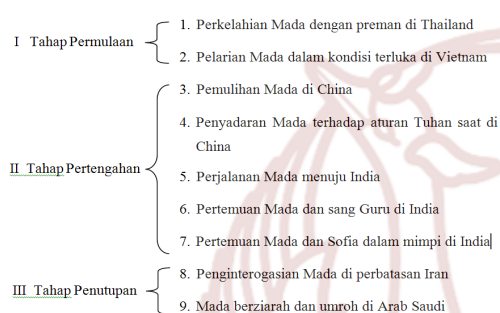 I Tahap Permulaan
1. Perkelahian Mada dengan preman di Thailand
2. Pelarian Mada dalam kondisi terluka di Vietnam
II Tahap Pertengahan
3. Pemulihan Mada di China
4. Penyadaran Mada terhadap aturan Tuhan saat di
China
5. Perjalanan Mada menuju India
6. Pertemuan Mada dan sang Guru di India
7. Pertemuan Mada dan Sofia dalam mimpi di India
III Tahap Penutupan
8. Penginterogasian Mada di perbatasan Iran
9. Mada berziarah dan umroh di Arab Saudi